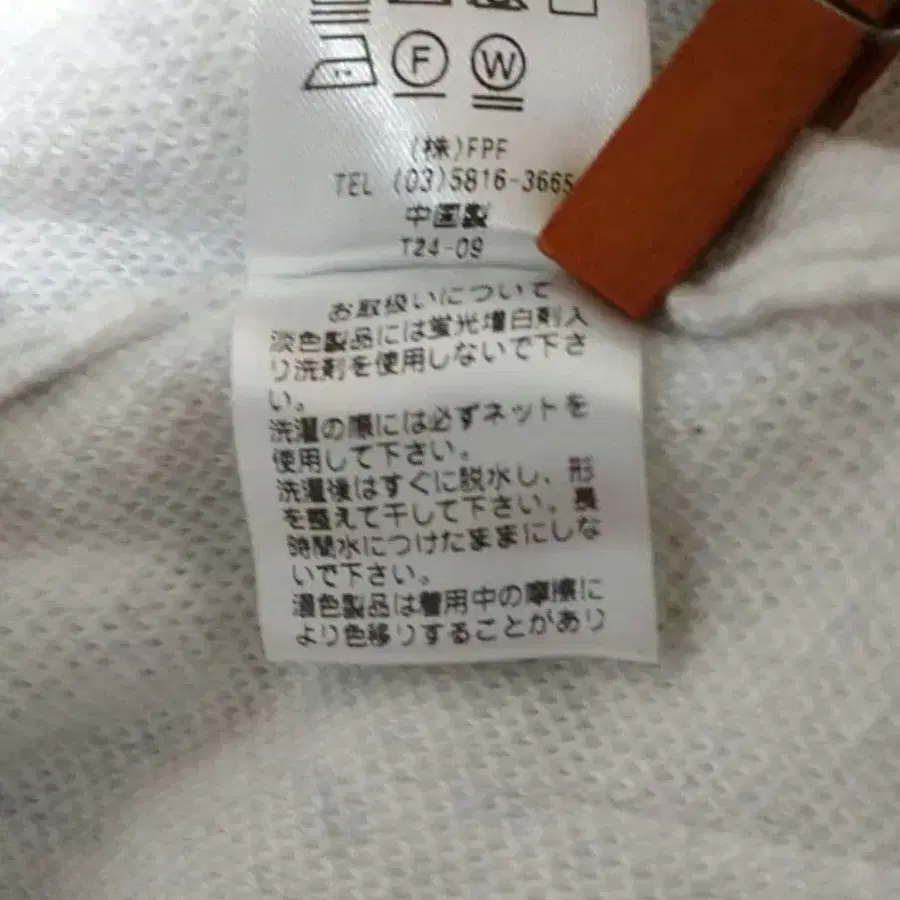 F W
(株)FPF
TEL (03)5816-3665
中国製
T24-09
お取扱いについて
淡色製品には蛍光増白剤入
り洗剤を使用しないで下さ
い。
洗濯の際には必ずネットを
使用して下さい。
洗濯後はすぐに脱水し、形
を整えて干して下さい。長
時間水につけたままにしな
いで下さい。
濃色製品は着用中の摩擦に
より色移りすることがあり